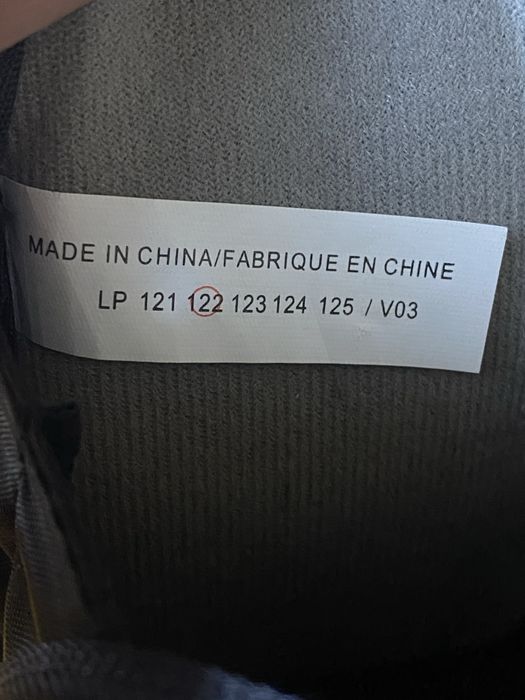 MADE IN CHINA/FABRIQUE EN CHINE
LP 121 122 123 124 125 / V03